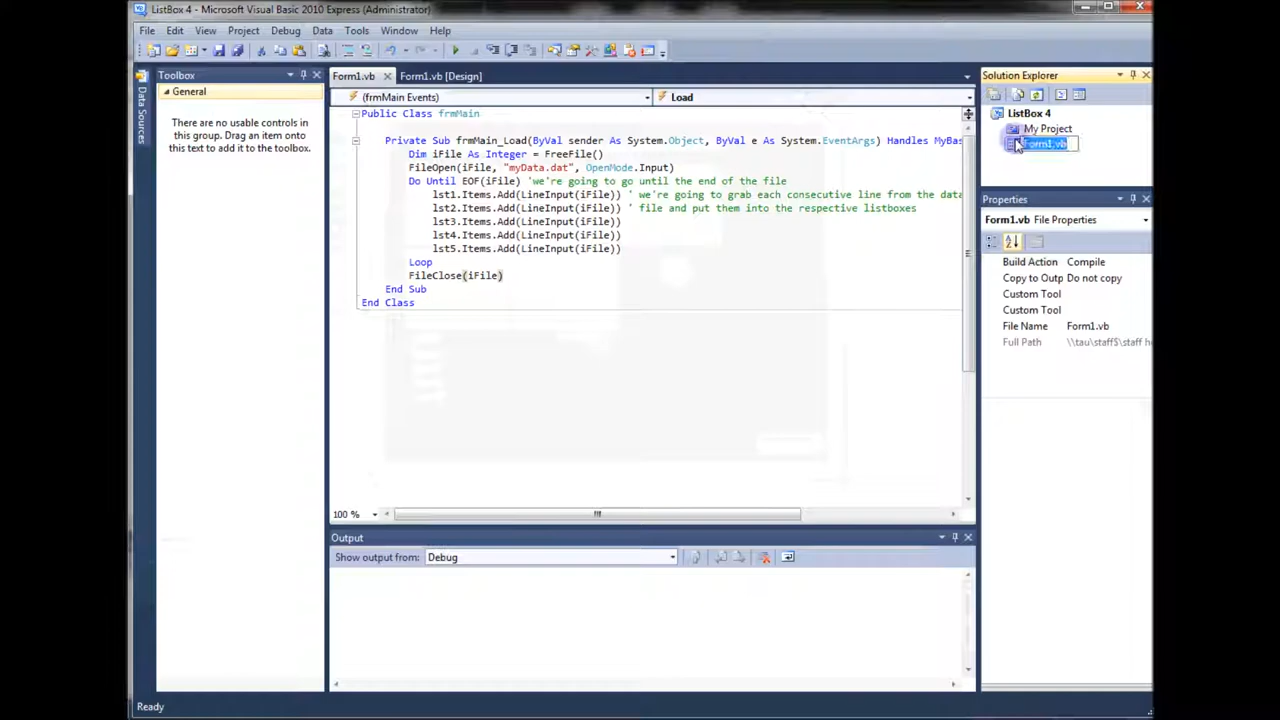 ListBox 4 - Microsoft Visual Basic 2010 Express (Administrator)
File Edit View Project Debug Data Tools Window Help
Toolbox
General
There are no usable controls in
this group. Drag an item onto
this text to add it to the toolbox.
Data Sources
Form1.vb
Form1.vb [Design]
(frmMain Events)
Load
Public Class frmMain
Private Sub frmMain_Load(ByVal sender As System.Object, ByVal e As System.EventArgs) Handles MyBas
Dim iFile As Integer = FreeFile()
FileOpen(iFile, "myData.dat", OpenMode.Input)
Do Until EOF(iFile) 'we're going to go until the end of the file
lst1.Items.Add(LineInput(iFile)) ' we're going to grab each consecutive line from the data
lst2.Items.Add(LineInput(iFile)) ' file and put them into the respective listboxes
lst3.Items.Add(LineInput(iFile))
lst4.Items.Add(LineInput(iFile))
lst5.Items.Add(LineInput(iFile))
Loop
FileClose(iFile)
End Sub
End Class
100 %
Output
Show output from: Debug
Solution Explorer
ListBox 4
My Project
Form1.vb
Properties
Form1.vb File Properties
Build Action Compile
Copy to Outp Do not copy
Custom Tool
Custom Tool
File Name Form1.vb
Full Path \\tau\staff$\staff h
Ready